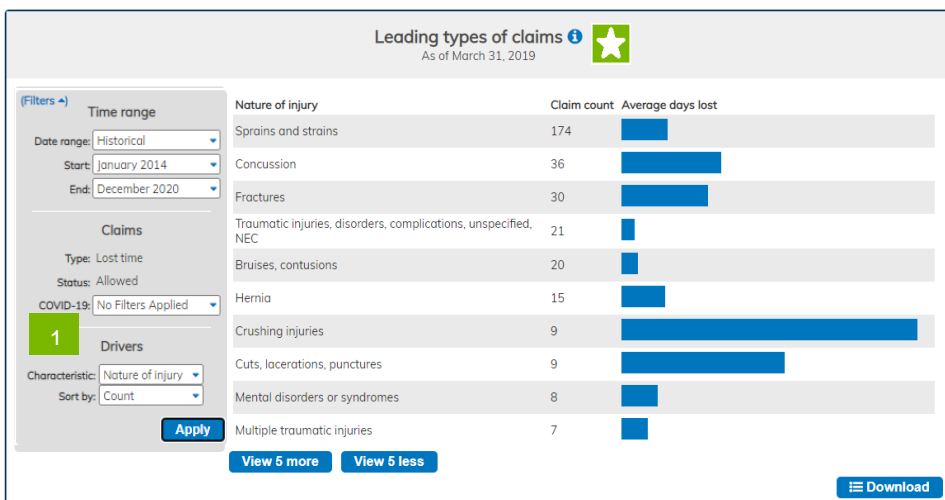 Leading types of claims
As of March 31, 2019
(Filters ▲)
Time range
Date range: Historical
Start: January 2014
End: December 2020
Claims
Type: Lost time
Status: Allowed
COVID-19: No Filters Applied
1
Drivers
Characteristic: Nature of injury
Sort by: Count
Apply
Nature of injury Claim count Average days lost
Sprains and strains 174
Concussion 36
Fractures 30
Traumatic injuries, disorders, complications, unspecified, 21
NEC
Bruises, contusions 20
Hernia 15
Crushing injuries 9
Cuts, lacerations, punctures 9
Mental disorders or syndromes 8
Multiple traumatic injuries 7
View 5 more View 5 less
Download